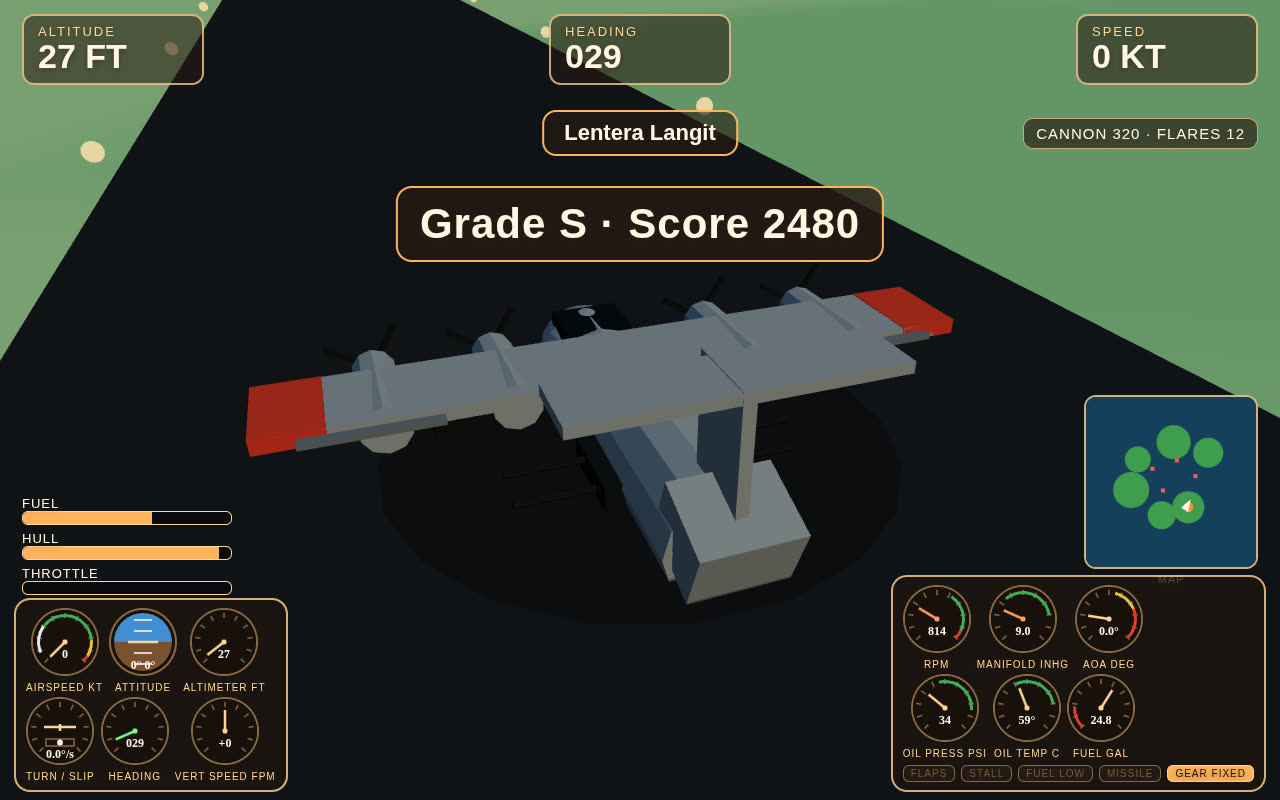 ALTITUDE
27 FT
HEADING
029
SPEED
0 KT
Lentera Langit
CANNON 320 · FLARES 12
Grade S · Score 2480
FUEL
HULL
THROTTLE
MAP
0
0° 0°
27
AIRSPEED KT
ATTITUDE
ALTIMETER FT
0.0°/s
029
+0
TURN / SLIP
HEADING
VERT SPEED FPM
814
9.0
0.0°
RPM
MANIFOLD INHG
AOA DEG
34
59°
24.8
OIL PRESS PSI
OIL TEMP C
FUEL GAL
FLAPS
STALL
FUEL LOW
MISSILE
GEAR FIXED